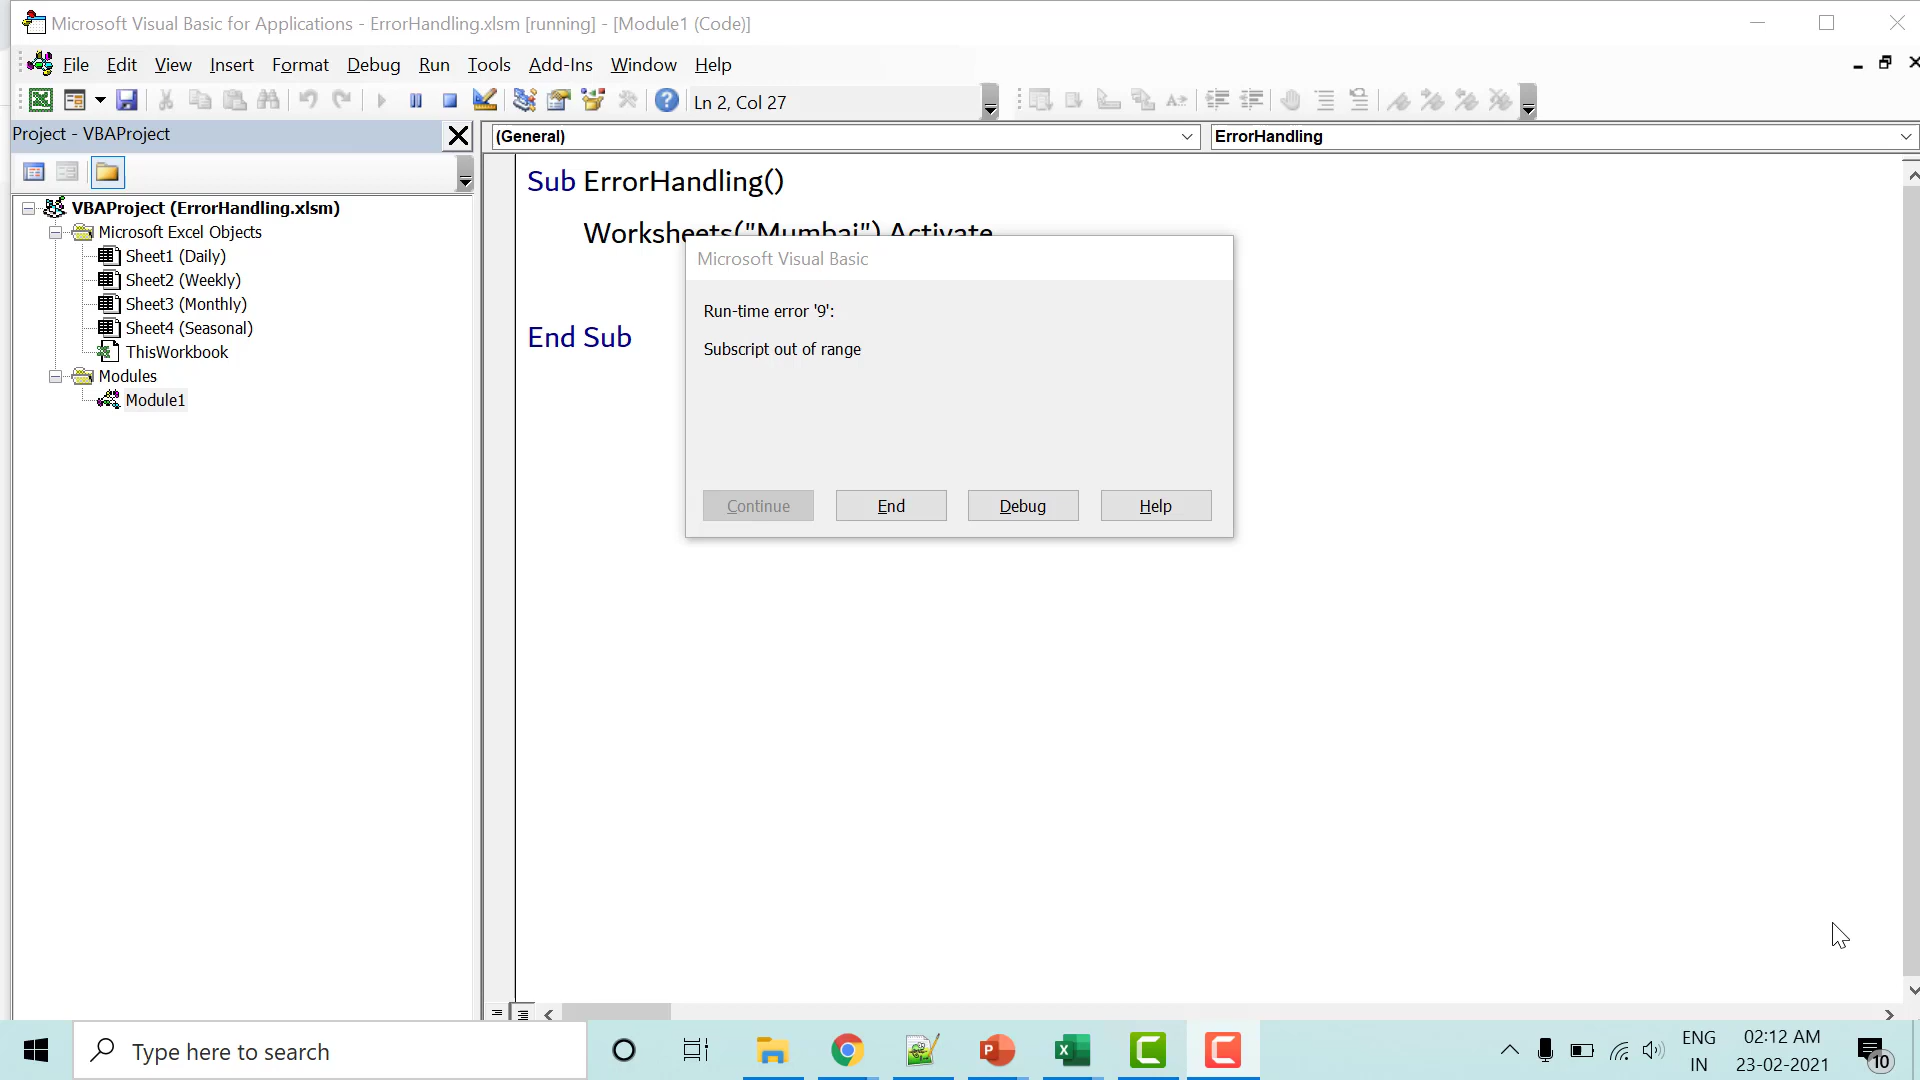 Microsoft Visual Basic for Applications - ErrorHandling.xlsm [running] - [Module1 (Code)]
File Edit View Insert Format Debug Run Tools Add-Ins Window Help
Ln 2, Col 27
Project - VBAProject
(General)
ErrorHandling
VBAProject (ErrorHandling.xlsm)
Microsoft Excel Objects
Sheet1 (Daily)
Sheet2 (Weekly)
Sheet3 (Monthly)
Sheet4 (Seasonal)
ThisWorkbook
Modules
Module1
Sub ErrorHandling()
Worksheets("Mumbai").Activate
End Sub
Microsoft Visual Basic
Run-time error '9':
Subscript out of range
Continue End Debug Help
Type here to search
ENG
IN
02:12 AM
23-02-2021
10